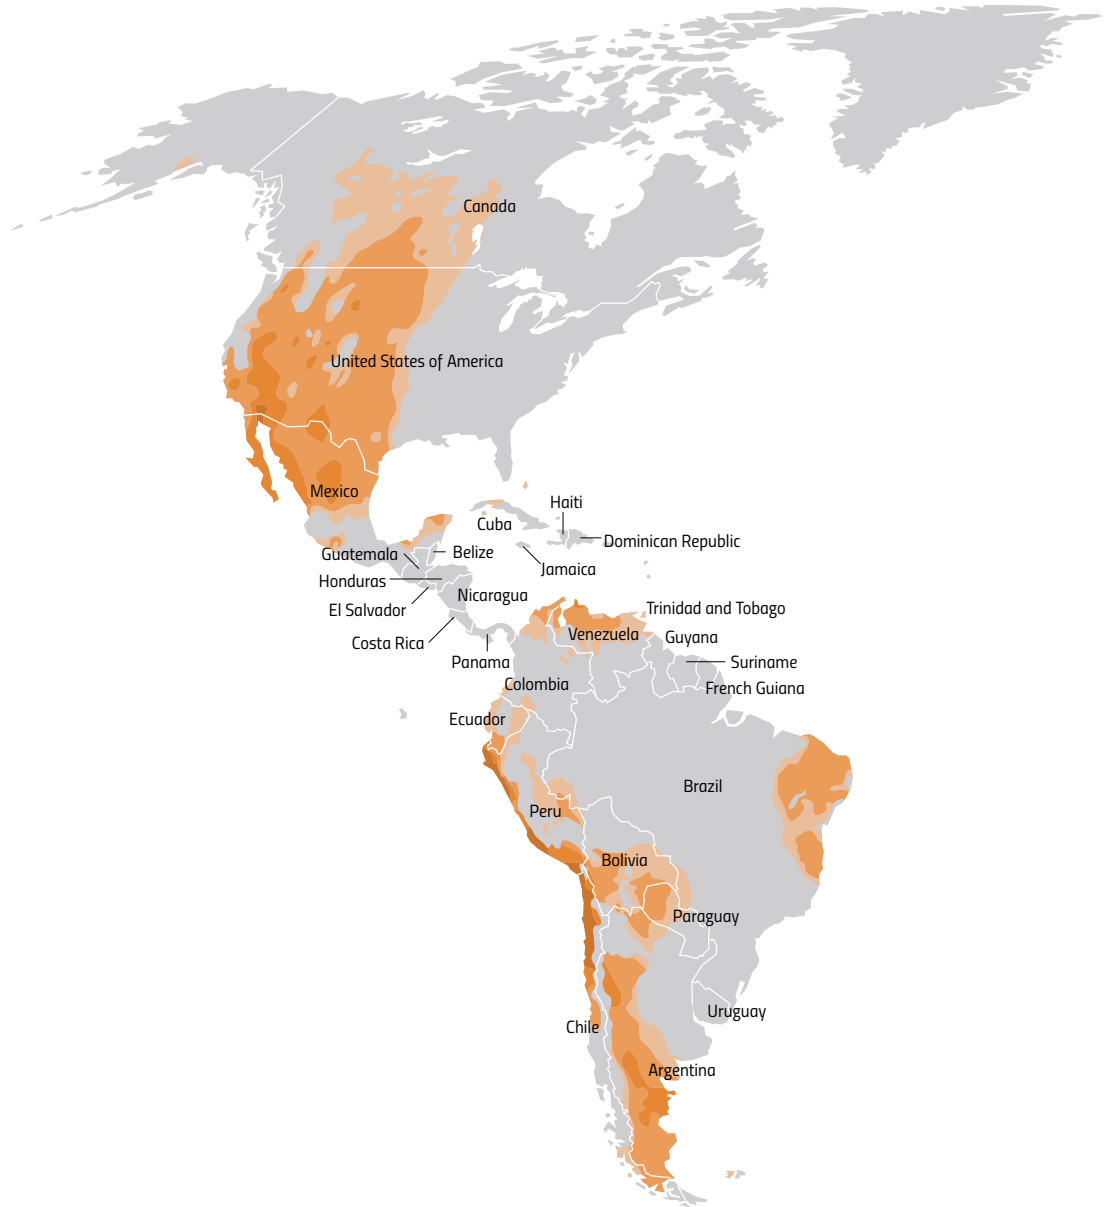 Canada
United States of America
Mexico
Haiti
Cuba
Dominican Republic
Guatemala
Belize
Jamaica
Honduras
Nicaragua
El Salvador
Trinidad and Tobago
Costa Rica
Venezuela
Guyana
Panama
Suriname
Colombia
French Guiana
Ecuador
Brazil
Peru
Bolivia
Paraguay
Uruguay
Chile
Argentina